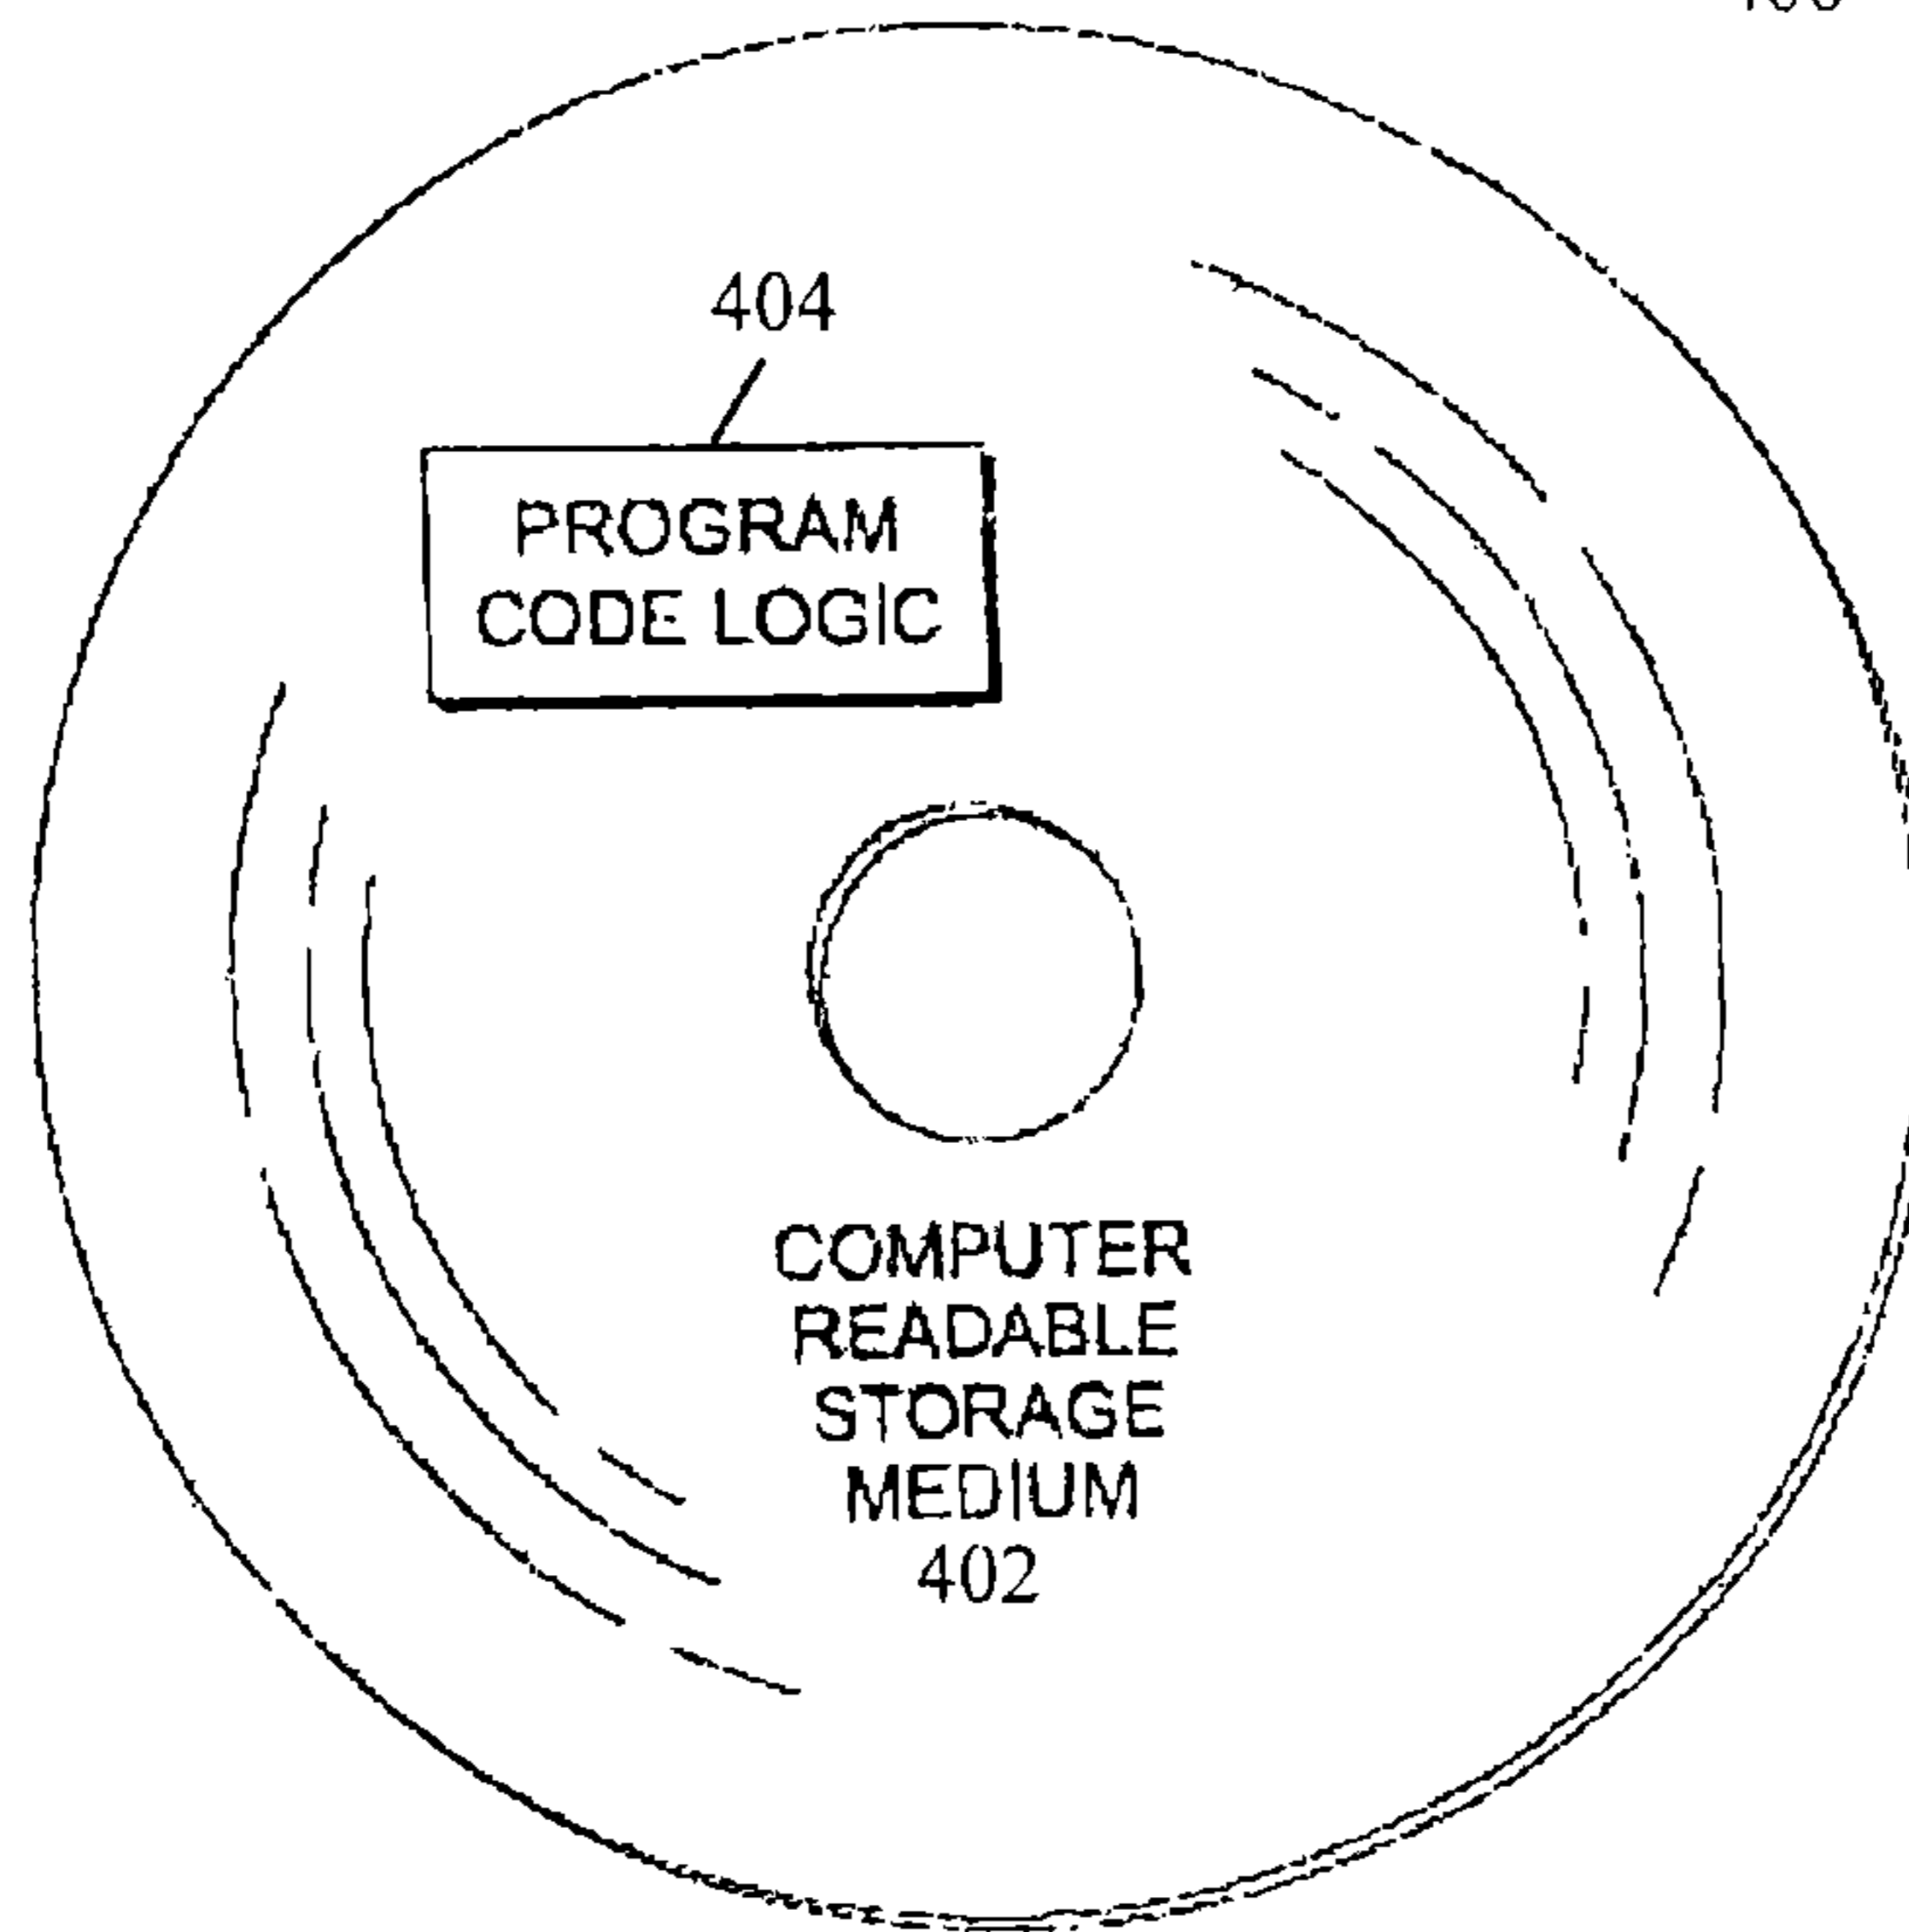 404
PROGRAM
CODE LOGIC
COMPUTER
READABLE
STORAGE
MEDIUM
402